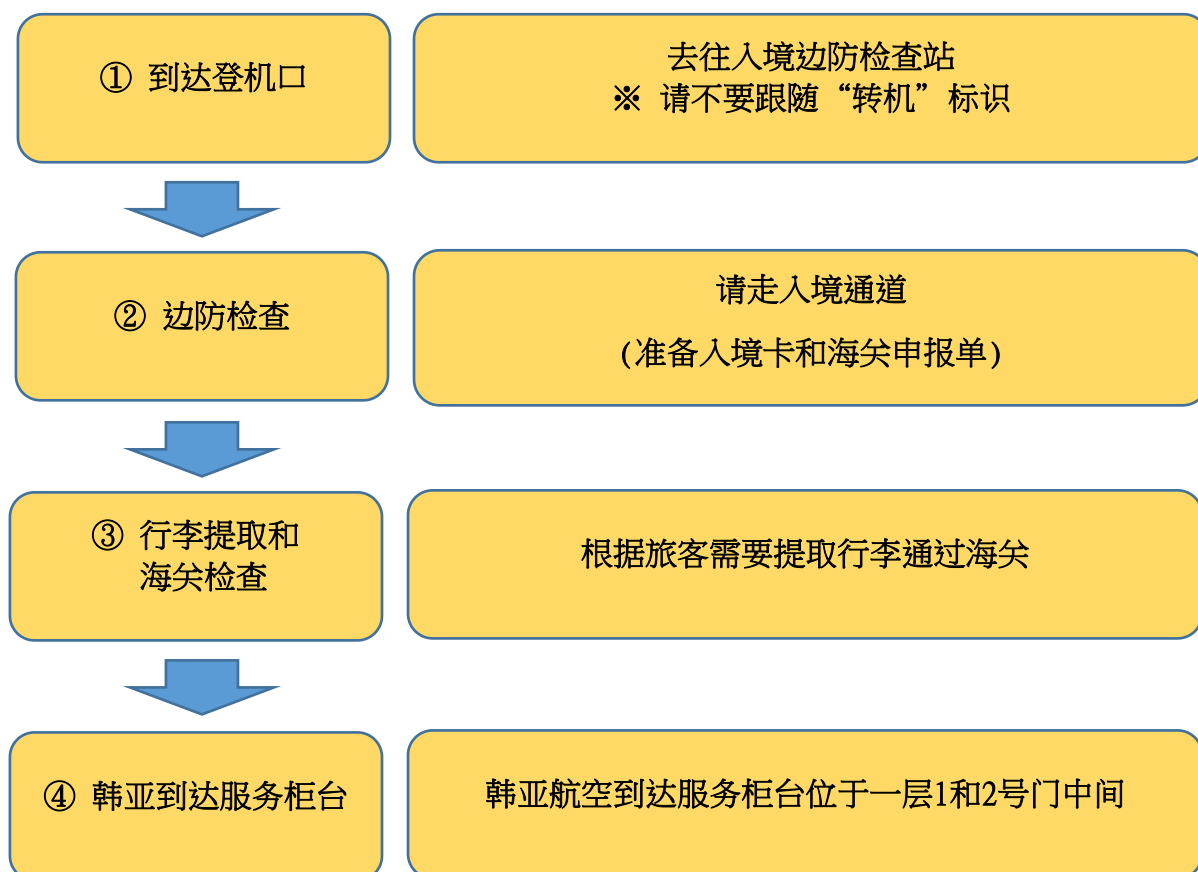 ① 到达登机口
去往入境边防检查站
※ 请不要跟随“转机”标识
② 边防检查
请走入境通道
(准备入境卡和海关申报单)
③ 行李提取和
海关检查
根据旅客需要提取行李通过海关
④ 韩亚到达服务柜台
韩亚航空到达服务柜台位于一层1和2号门中间